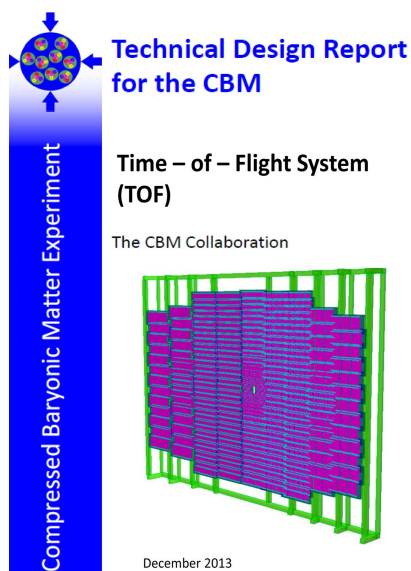 Technical Design Report
for the CBM
Time – of – Flight System
(TOF)
The CBM Collaboration
Compressed Baryonic Matter Experiment
December 2013